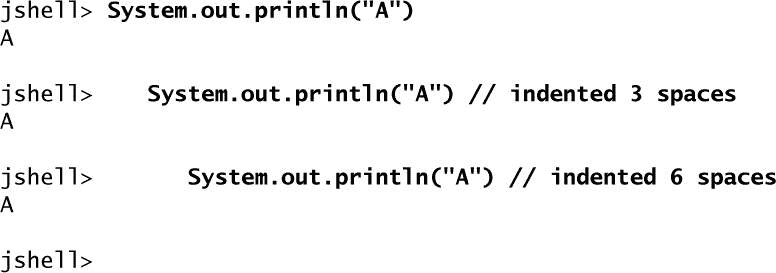 jshell> System.out.println("A")
A
jshell>    System.out.println("A") // indented 3 spaces
A
jshell>       System.out.println("A") // indented 6 spaces
A
jshell>